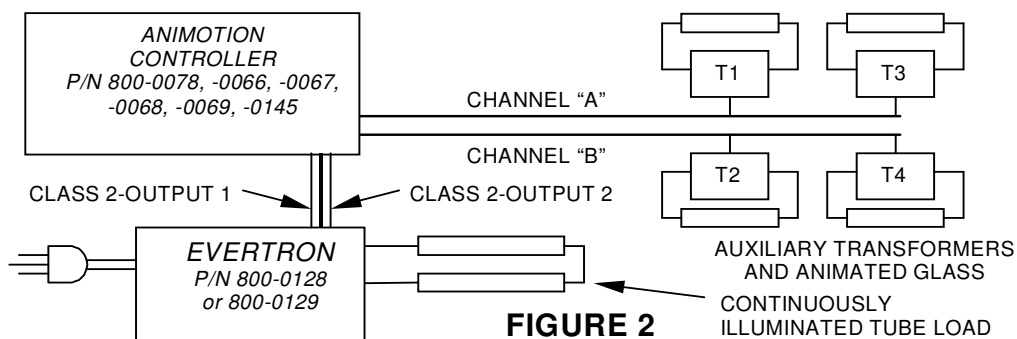 ANIMOTION
CONTROLLER
P/N 800-0078, -0066, -0067,
-0068, -0069, -0145
CHANNEL “A”
CHANNEL “B”
T1
T3
T2
T4
CLASS 2-OUTPUT 1
CLASS 2-OUTPUT 2
EVERTRON
P/N 800-0128
or 800-0129
AUXILIARY TRANSFORMERS
AND ANIMATED GLASS
CONTINUOUSLY
ILLUMINATED TUBE LOAD
FIGURE 2